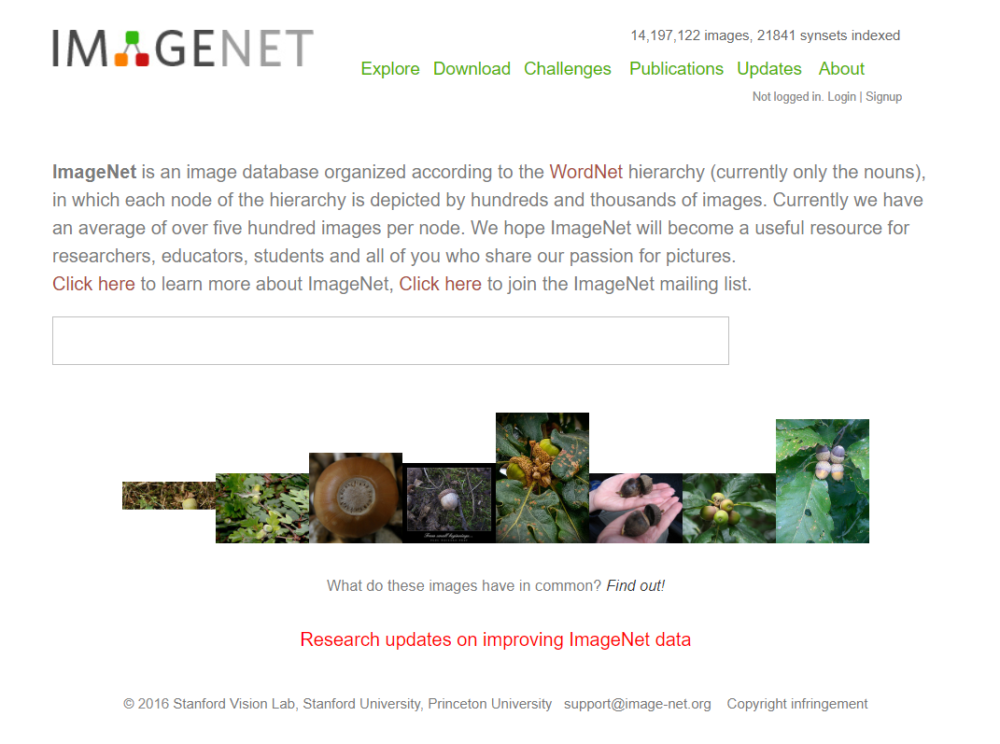 IMAGENET
14,197,122 images, 21841 synsets indexed
Explore Download Challenges Publications Updates About
Not logged in. Login | Signup
ImageNet is an image database organized according to the WordNet hierarchy (currently only the nouns),
in which each node of the hierarchy is depicted by hundreds and thousands of images. Currently we have
an average of over five hundred images per node. We hope ImageNet will become a useful resource for
researchers, educators, students and all of you who share our passion for pictures.
Click here to learn more about ImageNet, Click here to join the ImageNet mailing list.
From small beginnings...
What do these images have in common? Find out!
Research updates on improving ImageNet data
© 2016 Stanford Vision Lab, Stanford University, Princeton University support@image-net.org Copyright infringement